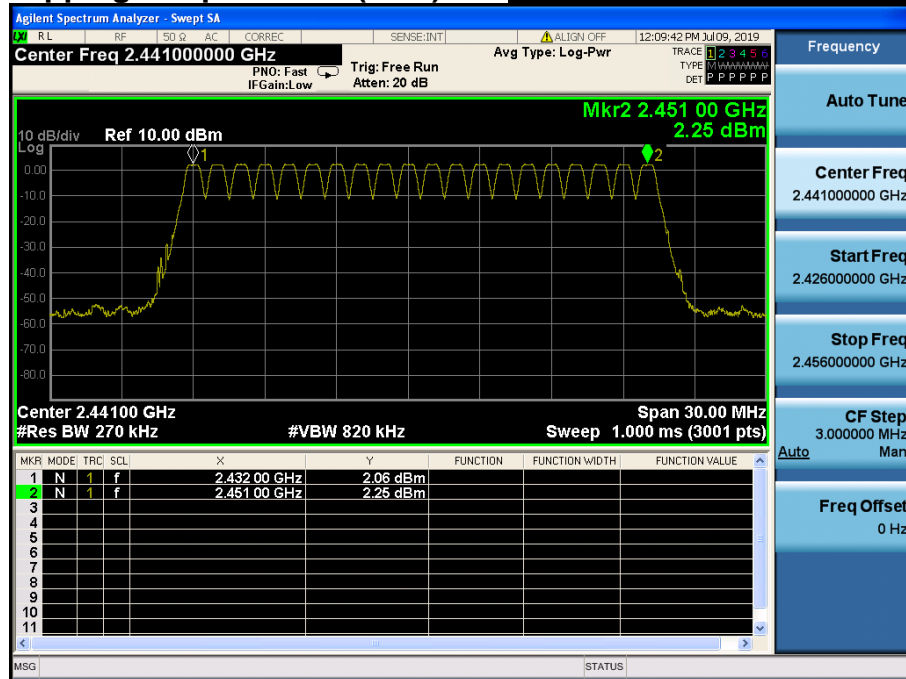 Agilent Spectrum Analyzer - Swept SA
LXI RL RF 50 Ω AC CORREC SENSE:INT ALIGN OFF 12:09:42 PM Jul 09, 2019
Center Freq 2.441000000 GHz
PNO: Fast
IFGain:Low
Trig: Free Run
Atten: 20 dB
Avg Type: Log-Pwr
TRACE 1 2 3 4 5 6
TYPE M
DET P P P P P P
Mkr2 2.451 00 GHz
2.25 dBm
10 dB/div Ref 10.00 dBm
Log
1
2
0.00
-10.0
-20.0
-30.0
-40.0
-50.0
-60.0
-70.0
-80.0
Center 2.44100 GHz Span 30.00 MHz
#Res BW 270 kHz #VBW 820 kHz Sweep 1.000 ms (3001 pts)
MKR MODE TRC SCL X Y FUNCTION FUNCTION WIDTH FUNCTION VALUE
1 N 1 f 2.432 00 GHz 2.06 dBm
2 N 1 f 2.451 00 GHz 2.25 dBm
3
4
5
6
7
8
9
10
11
MSG STATUS
Frequency
Auto Tune
Center Freq
2.441000000 GHz
Start Freq
2.426000000 GHz
Stop Freq
2.456000000 GHz
CF Step
3.000000 MHz
Auto Man
Freq Offset
0 Hz